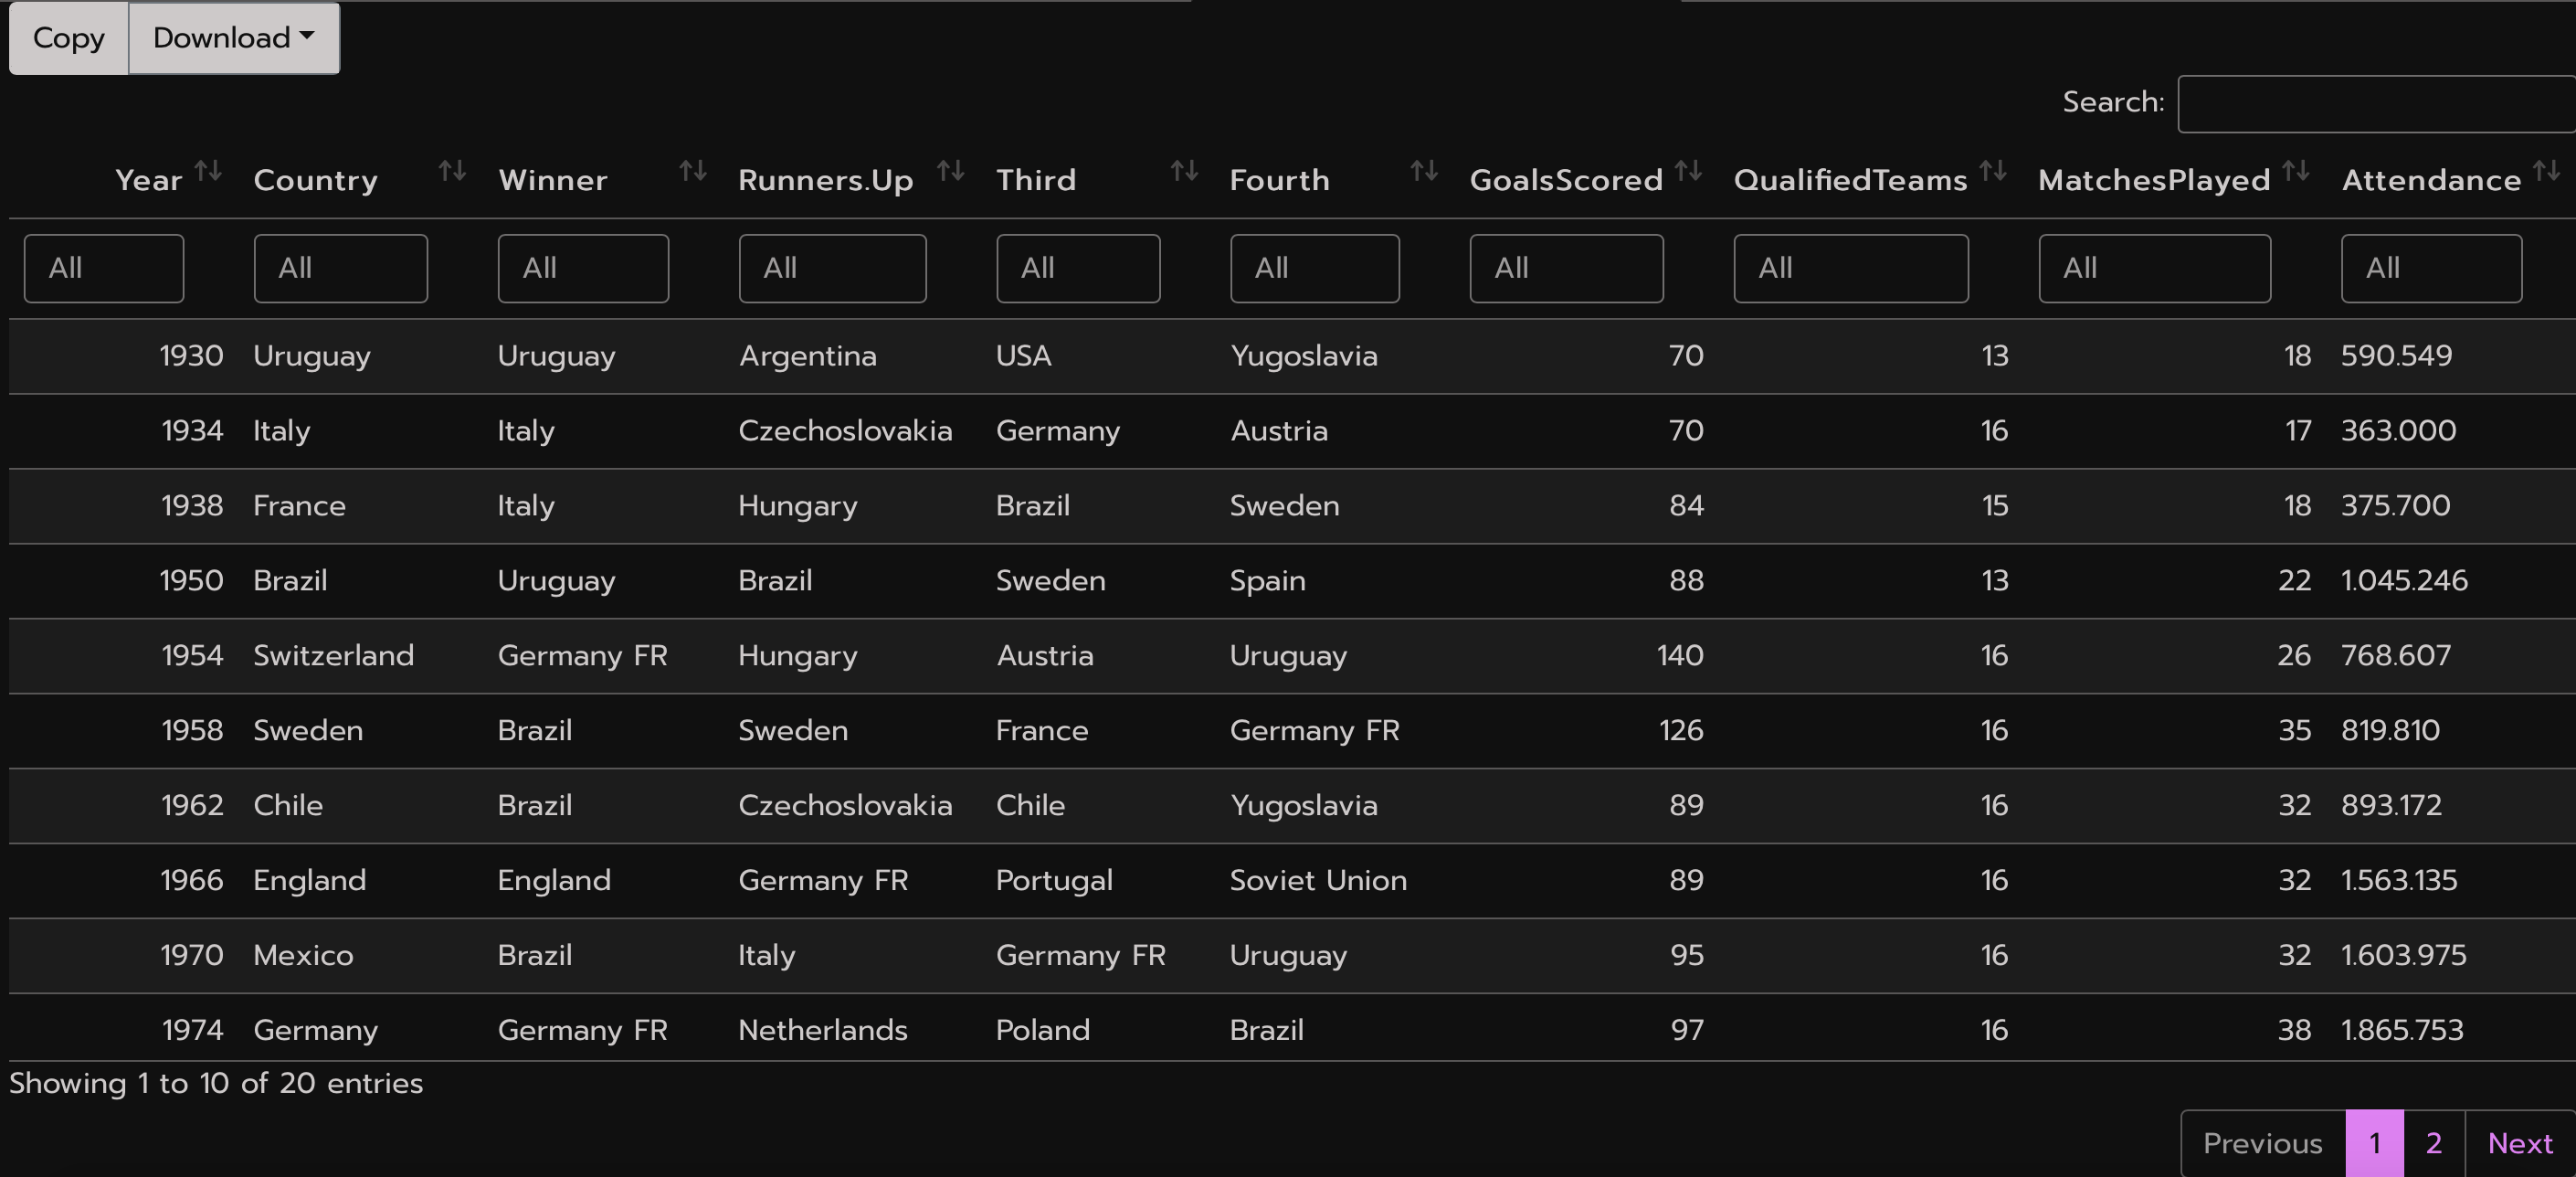 Copy Download
Search:
Year Country Winner Runners.Up Third Fourth GoalsScored QualifiedTeams MatchesPlayed Attendance
All All All All All All All All All All
1930 Uruguay Uruguay Argentina USA Yugoslavia 70 13 18 590.549
1934 Italy Italy Czechoslovakia Germany Austria 70 16 17 363.000
1938 France Italy Hungary Brazil Sweden 84 15 18 375.700
1950 Brazil Uruguay Brazil Sweden Spain 88 13 22 1.045.246
1954 Switzerland Germany FR Hungary Austria Uruguay 140 16 26 768.607
1958 Sweden Brazil Sweden France Germany FR 126 16 35 819.810
1962 Chile Brazil Czechoslovakia Chile Yugoslavia 89 16 32 893.172
1966 England England Germany FR Portugal Soviet Union 89 16 32 1.563.135
1970 Mexico Brazil Italy Germany FR Uruguay 95 16 32 1.603.975
1974 Germany Germany FR Netherlands Poland Brazil 97 16 38 1.865.753
Showing 1 to 10 of 20 entries
Previous 1 2 Next